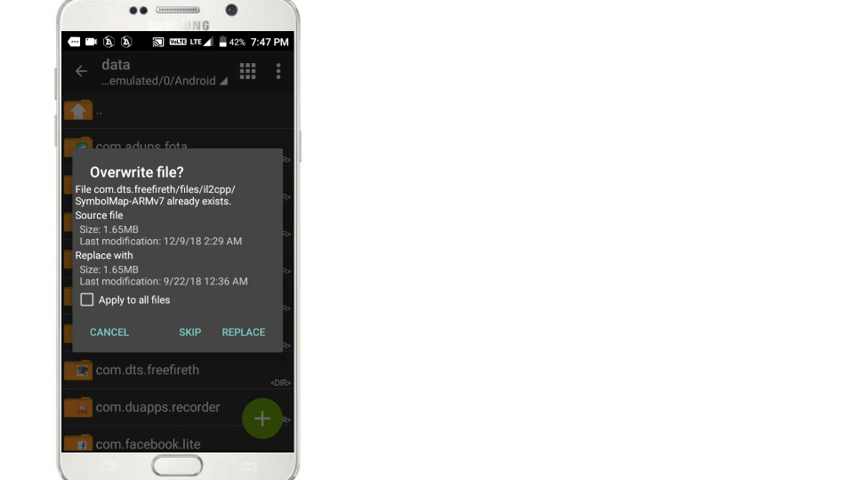 SAMSUNG
VoLTE LTE 42% 7:47 PM
data
...emulated/0/Android
..
com.adups.fota
Overwrite file?
File com.dts.freefireth/files/il2cpp/
SymbolMap-ARMv7 already exists.
Source file
Size: 1.65MB
Last modification: 12/9/18 2:29 AM
Replace with
Size: 1.65MB
Last modification: 9/22/18 12:36 AM
Apply to all files
CANCEL SKIP REPLACE
com.dts.freefireth
<DIR>
com.duapps.recorder
com.facebook.lite